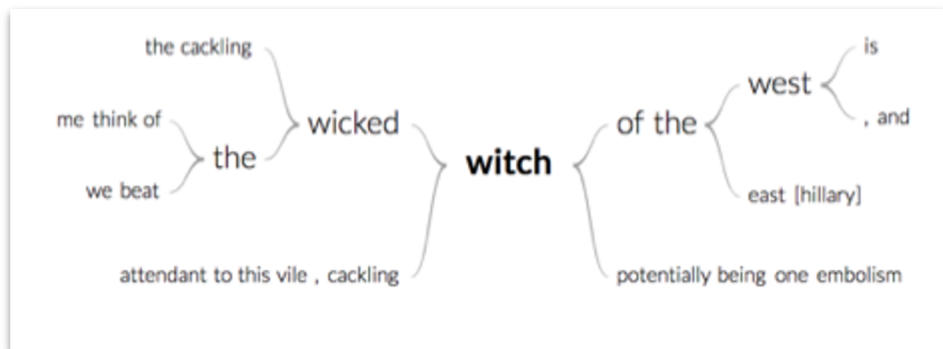 the cackling
me think of
we beat
the
wicked
attendant to this vile , cackling
witch
of the
west
is
, and
east [hillary]
potentially being one embolism